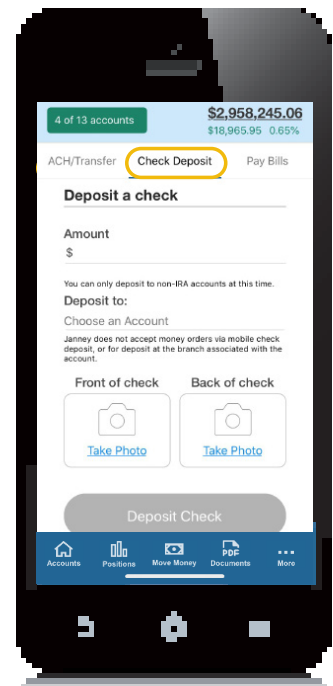 4 of 13 accounts
$2,958,245.06
$18,965.95 0.65%
ACH/Transfer Check Deposit Pay Bills
Deposit a check
Amount
$
You can only deposit to non-IRA accounts at this time.
Deposit to:
Choose an Account
Janney does not accept money orders via mobile check
deposit, or for deposit at the branch associated with the
account.
Front of check Back of check
Take Photo Take Photo
Deposit Check
PDF
Accounts Positions Move Money Documents More